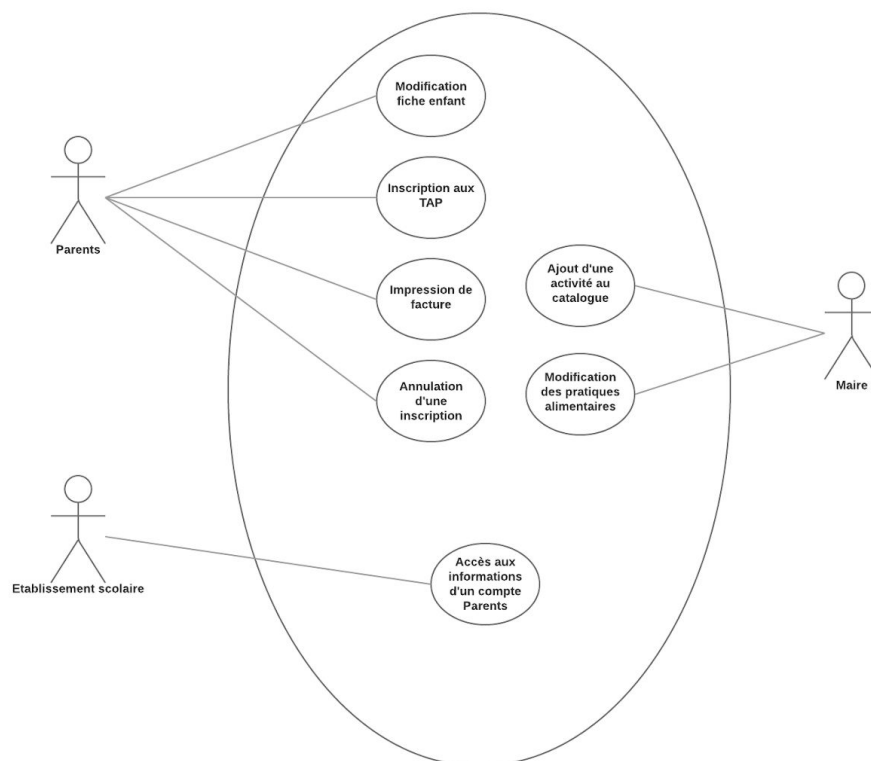 Modification
fiche enfant
Inscription aux
TAP
Parents
Impression de
facture
Ajout d'une
activité au
catalogue
Annulation
d'une
inscription
Modification
des pratiques
alimentaires
Maire
Etablissement scolaire
Accès aux
informations
d'un compte
Parents